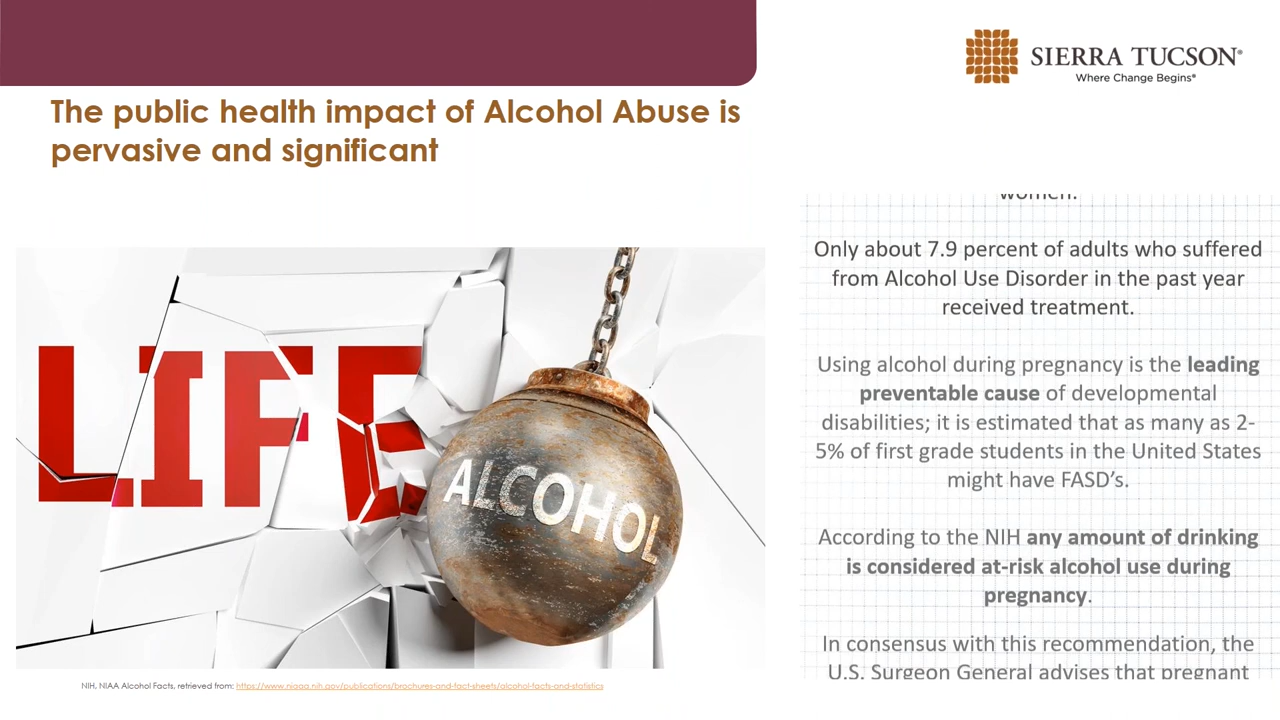 SIERRA TUCSON®
Where Change Begins®
The public health impact of Alcohol Abuse is
pervasive and significant
LIFE
ALCOHOL
women.
Only about 7.9 percent of adults who suffered
from Alcohol Use Disorder in the past year
received treatment.
Using alcohol during pregnancy is the leading
preventable cause of developmental
disabilities; it is estimated that as many as 2-
5% of first grade students in the United States
might have FASD’s.
According to the NIH any amount of drinking
is considered at-risk alcohol use during
pregnancy.
In consensus with this recommendation, the
U.S. Surgeon General advises that pregnant
NIH, NIAA Alcohol Facts, retrieved from: https://www.niaaa.nih.gov/publications/brochures-and-fact-sheets/alcohol-facts-and-statistics